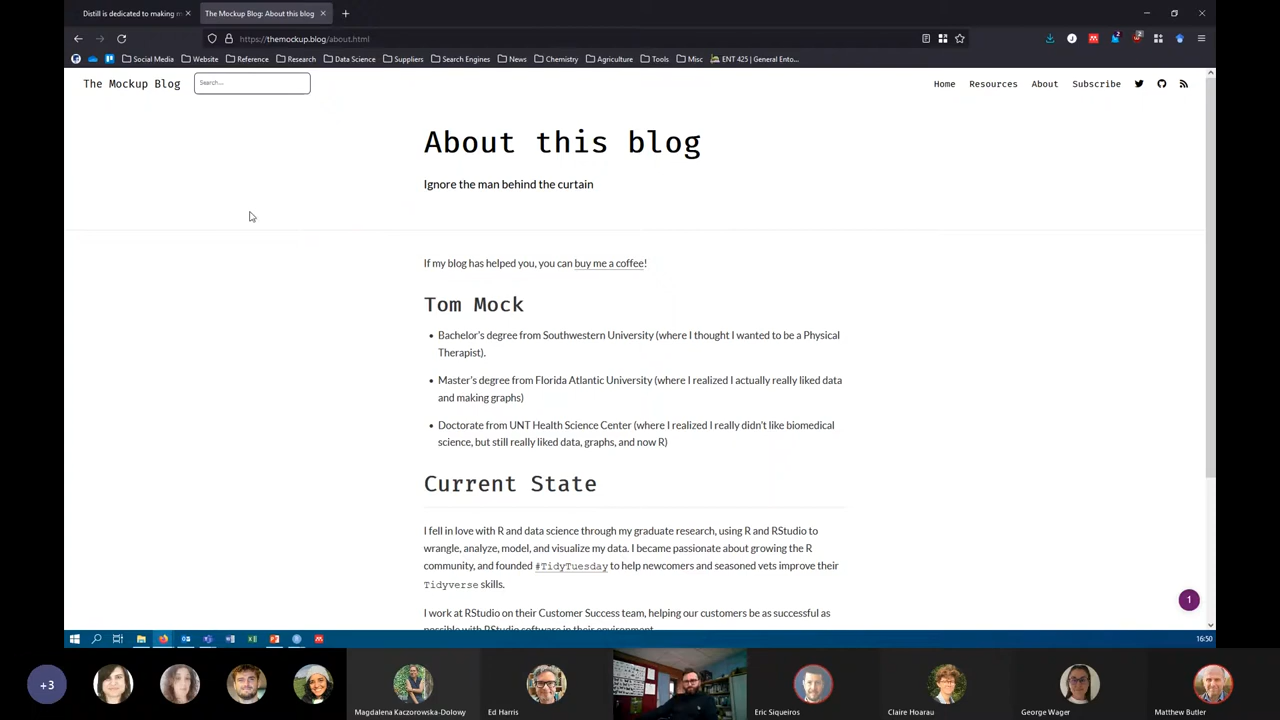 Distill is dedicated to making m
The Mockup Blog: About this blog
https://themockup.blog/about.html
Social Media
Website
Reference
Research
Data Science
Suppliers
Search Engines
News
Chemistry
Agriculture
Tools
Misc
ENT 425 | General Ento...
The Mockup Blog
Search...
Home
Resources
About
Subscribe
About this blog
Ignore the man behind the curtain
If my blog has helped you, you can buy me a coffee!
Tom Mock
• Bachelor's degree from Southwestern University (where I thought I wanted to be a Physical
Therapist).
• Master's degree from Florida Atlantic University (where I realized I actually really liked data
and making graphs)
• Doctorate from UNT Health Science Center (where I realized I really didn't like biomedical
science, but still really liked data, graphs, and now R)
Current State
I fell in love with R and data science through my graduate research, using R and RStudio to
wrangle, analyze, model, and visualize my data. I became passionate about growing the R
community, and founded #TidyTuesday to help newcomers and seasoned vets improve their
Tidyverse skills.
I work at RStudio on their Customer Success team, helping our customers be as successful as
possible with RStudio software in their environment.
1
16:50
+3
Magdalena Kaczorowska-Dolowy
Ed Harris
Eric Siqueiros
Claire Hoarau
George Wager
Matthew Butler